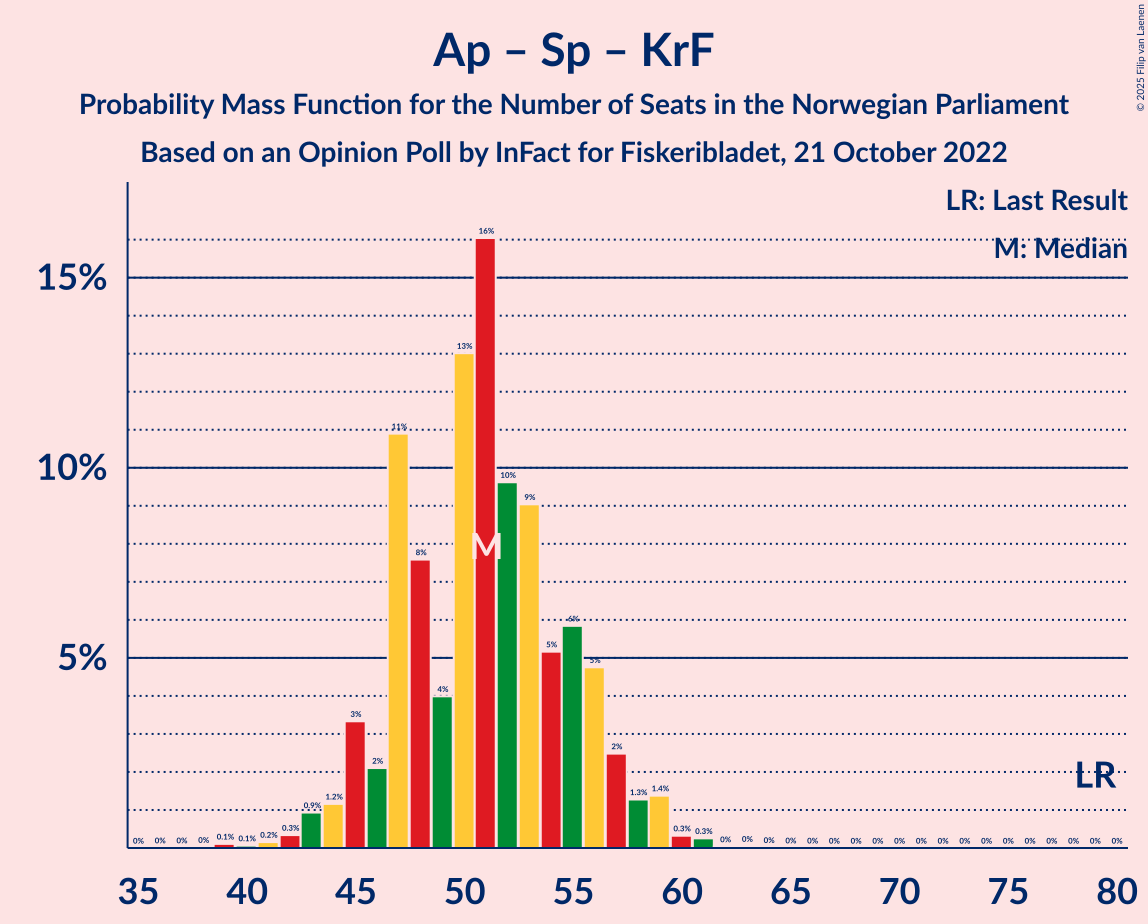 Ap – Sp – KrF
Probability Mass Function for the Number of Seats in the Norwegian Parliament
Based on an Opinion Poll by InFact for Fiskeribladet, 21 October 2022
© 2025 Filip van Laenen
LR: Last Result
M: Median
15%
10%
5%
0% 0% 0% 0% 0.1% 0.1% 0.2% 0.3% 0.9% 1.2% 3% 2% 11% 8% 4% 13% 16% 10% 9% 5% 6% 5% 2% 1.3% 1.4% 0.3% 0.3% 0% 0% 0% 0% 0% 0% 0% 0% 0% 0% 0% 0% 0% 0% 0% 0% 0% 0% 0%
M
LR
35 40 45 50 55 60 65 70 75 80